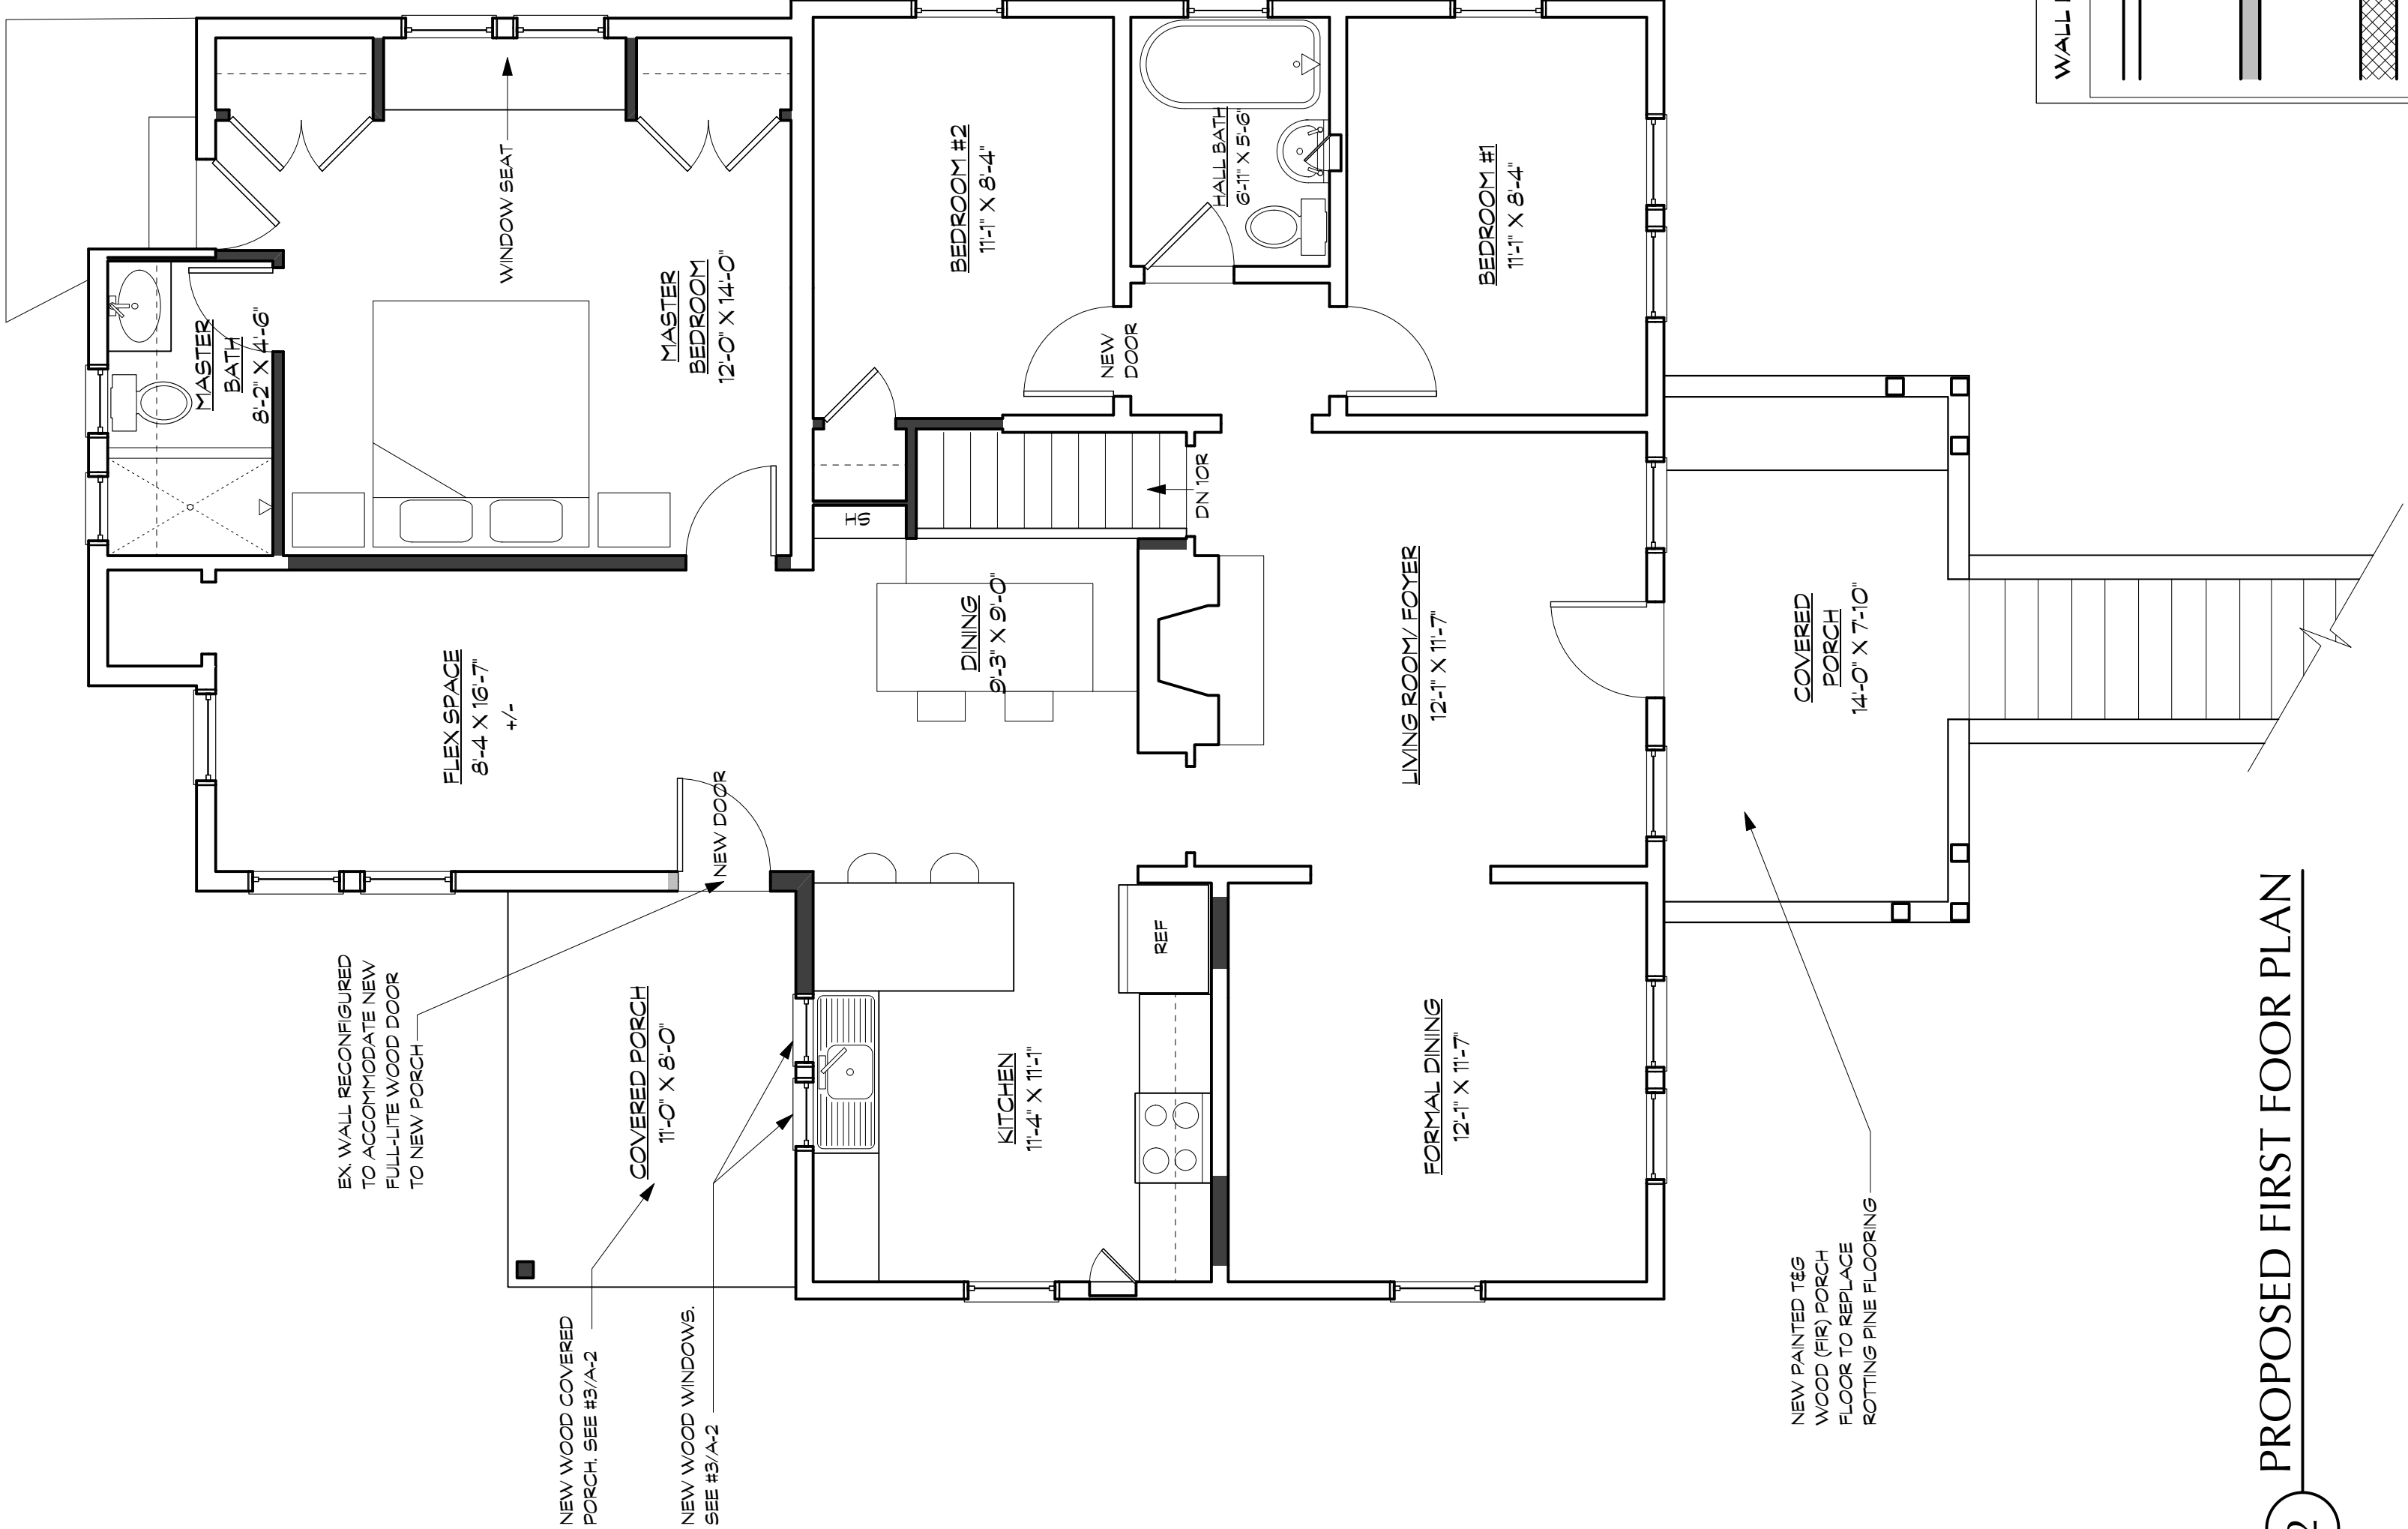 WINDOW SEAT
MASTER
BATH
8'-2" X 4'-6"
MASTER
BEDROOM
12'-0" X 14'-0"
BEDROOM #2
11'-1" X 8'-4"
HALL BATH
6'-11" X 5'-6"
BEDROOM #1
11'-1" X 8'-4"
NEW
DOOR
HS
DN 10R
FLEX SPACE
8'-4 X 16'-7"
+/-
DINING
9'-3" X 9'-0"
LIVING ROOM/ FOYER
12'-1" X 11'-7"
COVERED
PORCH
14'-0" X 7'-10"
NEW DOOR
EX. WALL RECONFIGURED
TO ACCOMMODATE NEW
FULL-LITE WOOD DOOR
TO NEW PORCH
COVERED PORCH
11'-0" X 8'-0"
REF
KITCHEN
11'-4" X 11'-1"
FORMAL DINING
12'-1" X 11'-7"
NEW WOOD COVERED
PORCH. SEE #3/A-2
NEW WOOD WINDOWS.
SEE #3/A-2
NEW PAINTED T&G
WOOD (FIR) PORCH
FLOOR TO REPLACE
ROTTING PINE FLOORING
WALL
2
PROPOSED FIRST FLOOR PLAN